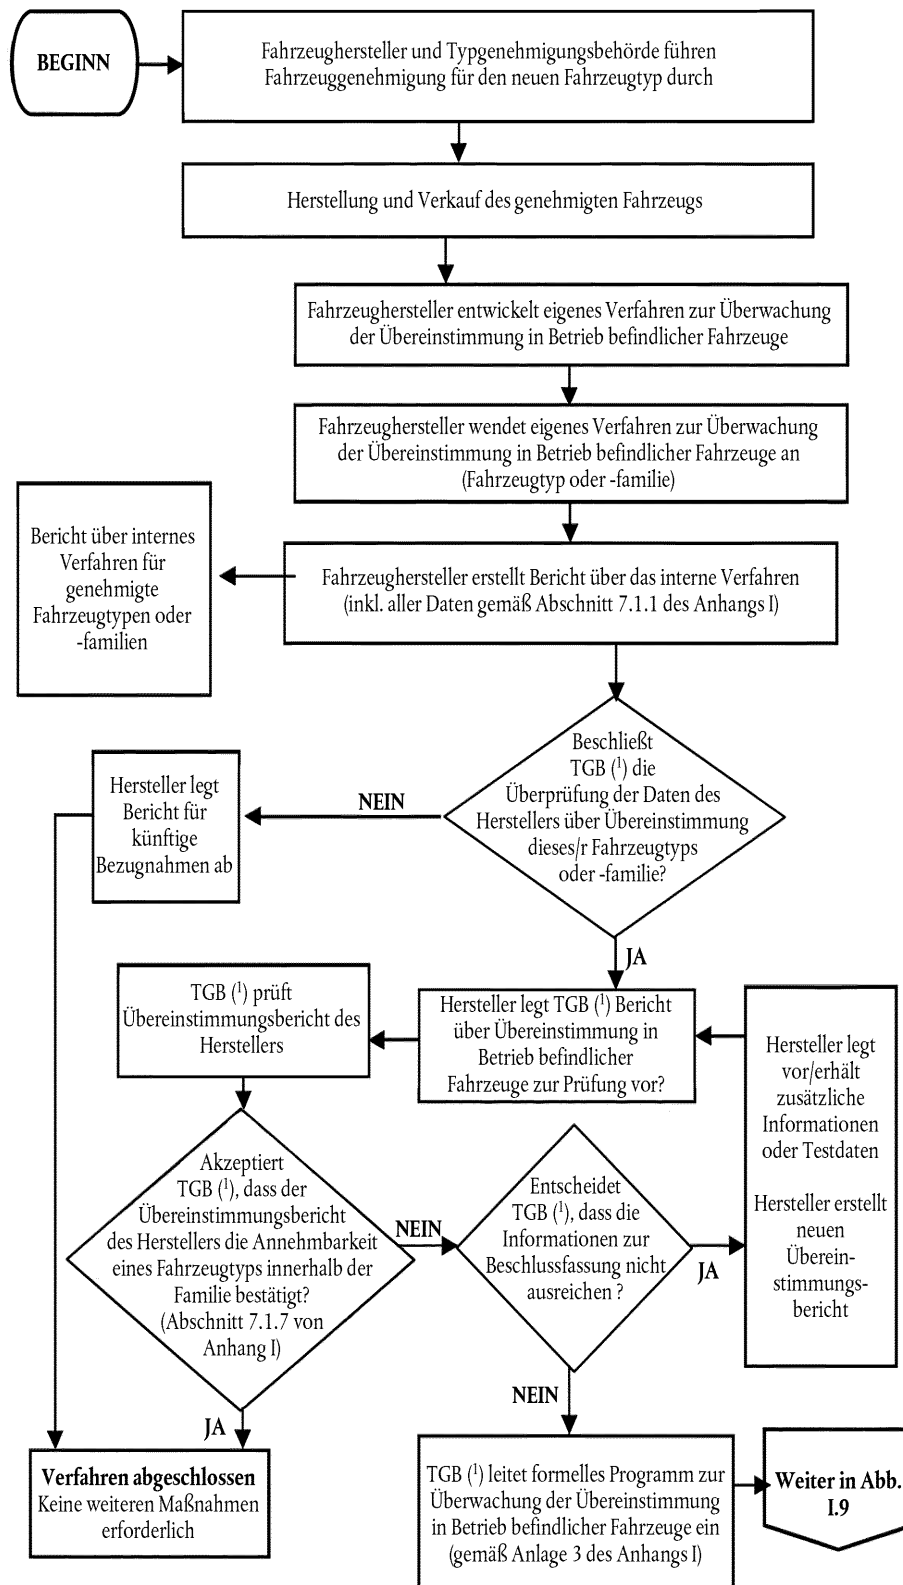 BEGINN
Fahrzeughersteller und Typgenehmigungsbehörde führen
Fahrzeuggenehmigung für den neuen Fahrzeugtyp durch
Herstellung und Verkauf des genehmigten Fahrzeugs
Fahrzeughersteller entwickelt eigenes Verfahren zur Überwachung
der Übereinstimmung in Betrieb befindlicher Fahrzeuge
Fahrzeughersteller wendet eigenes Verfahren zur Überwachung
der Übereinstimmung in Betrieb befindlicher Fahrzeuge an
(Fahrzeugtyp oder -familie)
Bericht über internes
Verfahren für
genehmigte
Fahrzeugtypen oder
-familien
Fahrzeughersteller erstellt Bericht über das interne Verfahren
(inkl. aller Daten gemäß Abschnitt 7.1.1 des Anhangs I)
Beschließt
TGB (¹) die
Überprüfung der Daten des
Herstellers über Übereinstimmung
dieses/r Fahrzeugtyps
oder -familie?
NEIN
Hersteller legt
Bericht für
künftige
Bezugnahmen ab
JA
TGB (¹) prüft
Übereinstimmungsbericht des
Herstellers
Hersteller legt TGB (¹) Bericht
über Übereinstimmung in
Betrieb befindlicher
Fahrzeuge zur Prüfung vor?
Hersteller legt
vor/erhält
zusätzliche
Informationen
oder Testdaten
Hersteller erstellt
neuen
Überein-
stimmungs-
bericht
Akzeptiert
TGB (¹), dass der
Übereinstimmungsbericht
des Herstellers die Annehmbarkeit
eines Fahrzeugtyps innerhalb der
Familie bestätigt?
(Abschnitt 7.1.7 von
Anhang I)
NEIN
Entscheidet
TGB (¹), dass die
Informationen zur
Beschlussfassung nicht
ausreichen ?
JA
NEIN
JA
Verfahren abgeschlossen
Keine weiteren Maßnahmen
erforderlich
TGB (¹) leitet formelles Programm zur
Überwachung der Übereinstimmung
in Betrieb befindlicher Fahrzeuge ein
(gemäß Anlage 3 des Anhangs I)
Weiter in Abb.
I.9